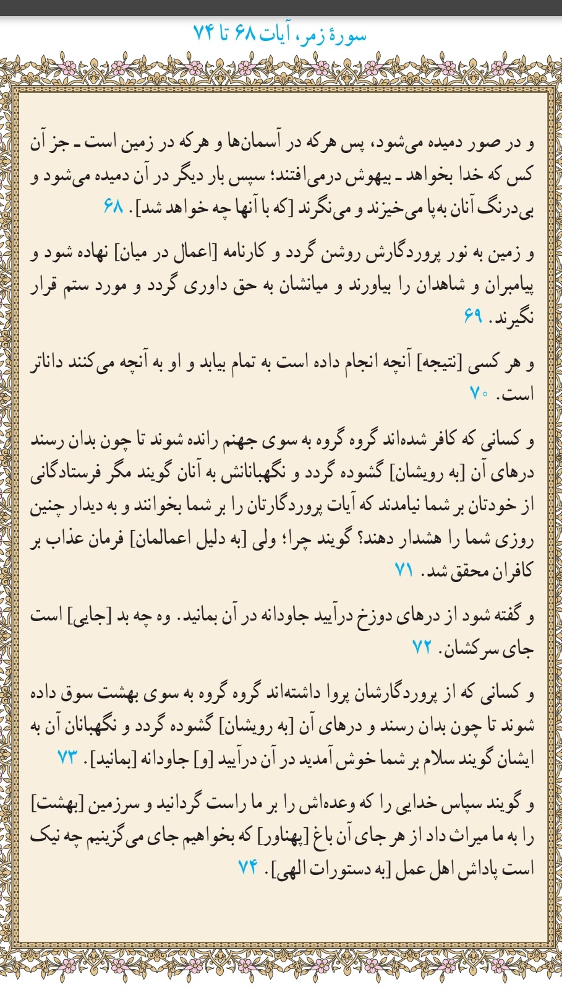 سورهٔ زمر، آیات ۶۸ تا ۷۴
و در صور دمیده می‌شود، پس هرکه در آسمان‌ها و هرکه در زمین است ـ جز آن
کس که خدا بخواهد ـ بیهوش درمی‌افتند؛ سپس بار دیگر در آن دمیده می‌شود و
بی‌درنگ آنان به‌پا می‌خیزند و می‌نگرند [که با آنها چه خواهد شد]. ۶۸
و زمین به نور پروردگارش روشن گردد و کارنامه [اعمال در میان] نهاده شود و
پیامبران و شاهدان را بیاورند و میانشان به حق داوری گردد و مورد ستم قرار
نگیرند. ۶۹
و هر کسی [نتیجه] آنچه انجام داده است به تمام بیابد و او به آنچه می‌کنند داناتر
است. ۷۰
و کسانی که کافر شده‌اند گروه گروه به سوی جهنم رانده شوند تا چون بدان رسند
درهای آن [به رویشان] گشوده گردد و نگهبانانش به آنان گویند مگر فرستادگانی
از خودتان بر شما نیامدند که آیات پروردگارتان را بر شما بخوانند و به دیدار چنین
روزی شما را هشدار دهند؟ گویند چرا؛ ولی [به دلیل اعمالمان] فرمان عذاب بر
کافران محقق شد. ۷۱
و گفته شود از درهای دوزخ درآیید جاودانه در آن بمانید. وه چه بد [جایی] است
جای سرکشان. ۷۲
و کسانی که از پروردگارشان پروا داشته‌اند گروه گروه به سوی بهشت سوق داده
شوند تا چون بدان رسند و درهای آن [به رویشان] گشوده گردد و نگهبانان آن به
ایشان گویند سلام بر شما خوش آمدید در آن درآیید [و] جاودانه [بمانید]. ۷۳
و گویند سپاس خدایی را که وعده‌اش را بر ما راست گردانید و سرزمین [بهشت]
را به ما میراث داد از هر جای آن باغ [پهناور] که بخواهیم جای می‌گزینیم چه نیک
است پاداش اهل عمل [به دستورات الهی]. ۷۴